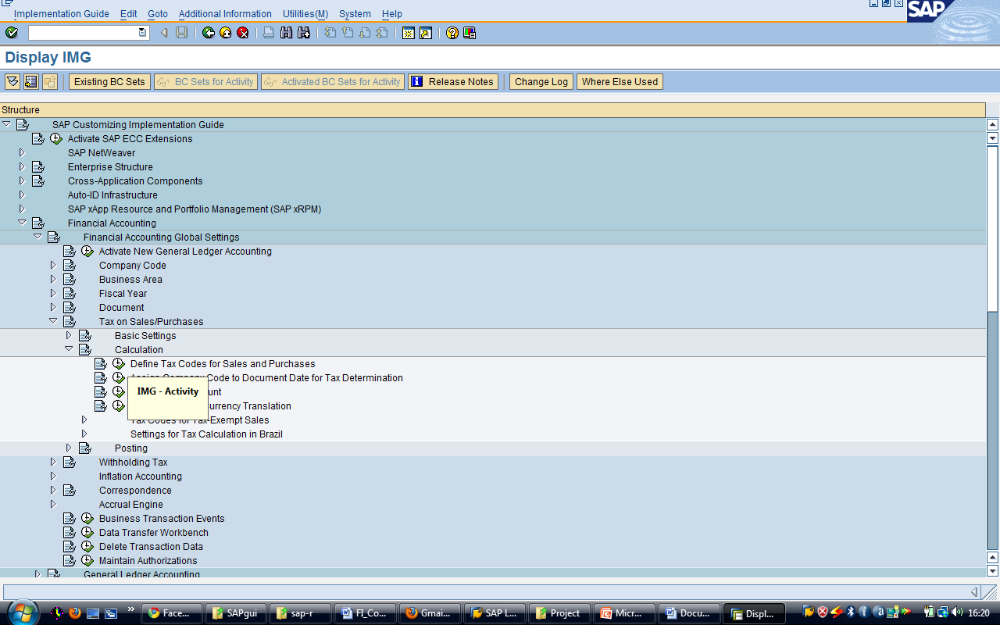 Implementation Guide Edit Goto Additional Information Utilities(M) System Help
SAP
Display IMG
Existing BC Sets BC Sets for Activity Activated BC Sets for Activity Release Notes Change Log Where Else Used
Structure
SAP Customizing Implementation Guide
Activate SAP ECC Extensions
SAP NetWeaver
Enterprise Structure
Cross-Application Components
Auto-ID Infrastructure
SAP xApp Resource and Portfolio Management (SAP xRPM)
Financial Accounting
Financial Accounting Global Settings
Activate New General Ledger Accounting
Company Code
Business Area
Fiscal Year
Document
Tax on Sales/Purchases
Basic Settings
Calculation
Define Tax Codes for Sales and Purchases
Assign Company Code to Document Date for Tax Determination
IMG - Activity unt
urrency Translation
Tax Codes for Tax-Exempt Sales
Settings for Tax Calculation in Brazil
Posting
Withholding Tax
Inflation Accounting
Correspondence
Accrual Engine
Business Transaction Events
Data Transfer Workbench
Delete Transaction Data
Maintain Authorizations
General Ledger Accounting
Face... SAPgui sap-r FI_Co... Gmai... SAP L... Project Micr... Docu... Displ... 16:20